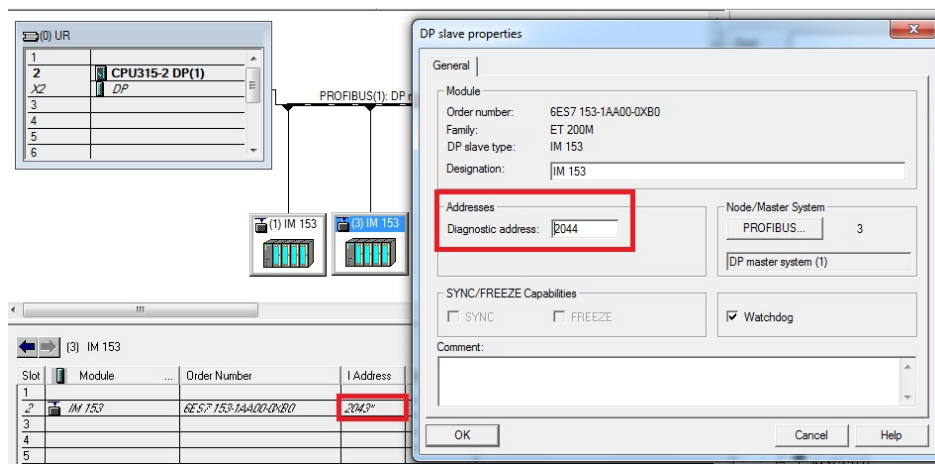 (0) UR
1
2 CPU315-2 DP(1)
X2 DP
3
4
5
6
PROFIBUS(1): DP
(1) IM 153
(3) IM 153
(3) IM 153
Slot Module ... Order Number I Address
1
2 IM 153 6ES7 153-1AA00-0XB0 2043*
3
4
5
DP slave properties
General
Module
Order number: 6ES7 153-1AA00-0XB0
Family: ET 200M
DP slave type: IM 153
Designation: IM 153
Addresses
Diagnostic address: 2044
Node/Master System
PROFIBUS... 3
DP master system (1)
SYNC/FREEZE Capabilities
SYNC FREEZE
Watchdog
Comment:
OK Cancel Help